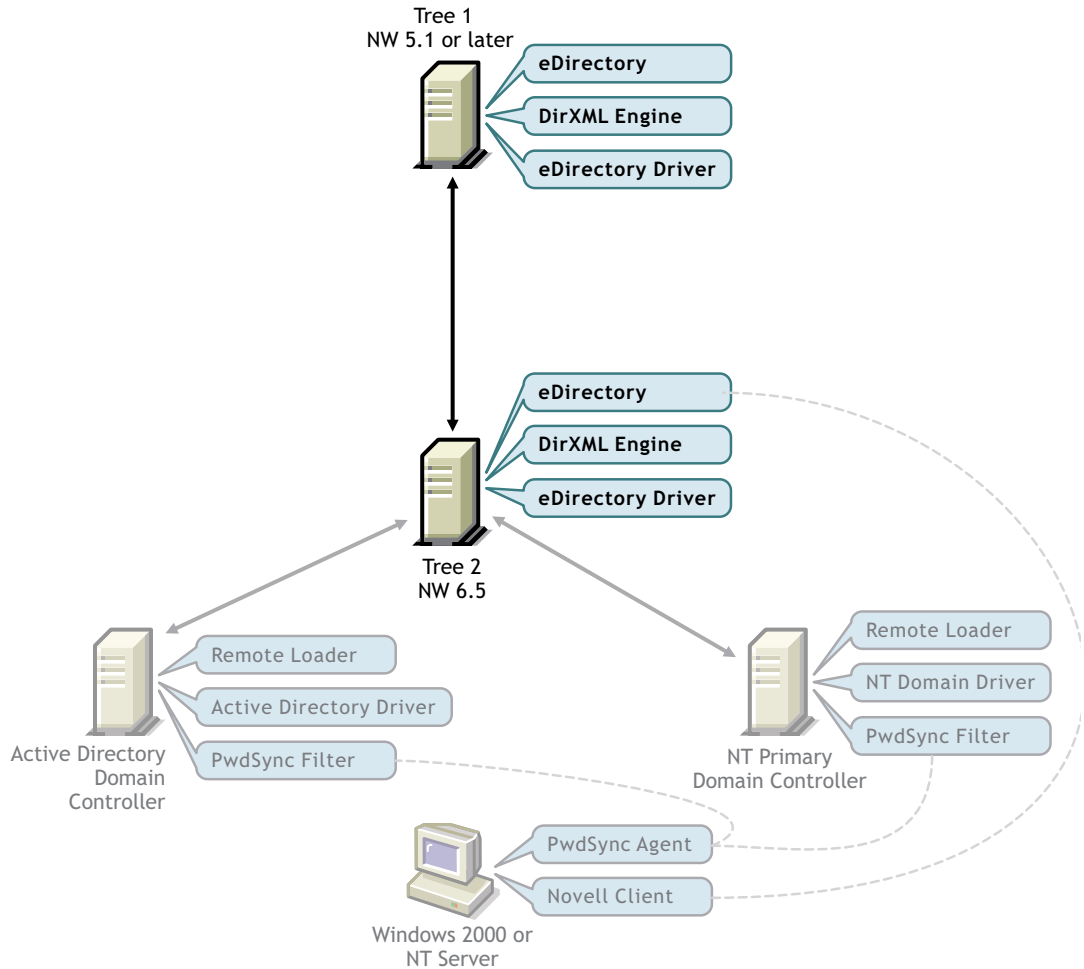 Tree 1
NW 5.1 or later
eDirectory
DirXML Engine
eDirectory Driver
eDirectory
DirXML Engine
eDirectory Driver
Tree 2
NW 6.5
Remote Loader
Active Directory Driver
PwdSync Filter
Active Directory
Domain
Controller
Remote Loader
NT Domain Driver
PwdSync Filter
NT Primary
Domain Controller
PwdSync Agent
Novell Client
Windows 2000 or
NT Server